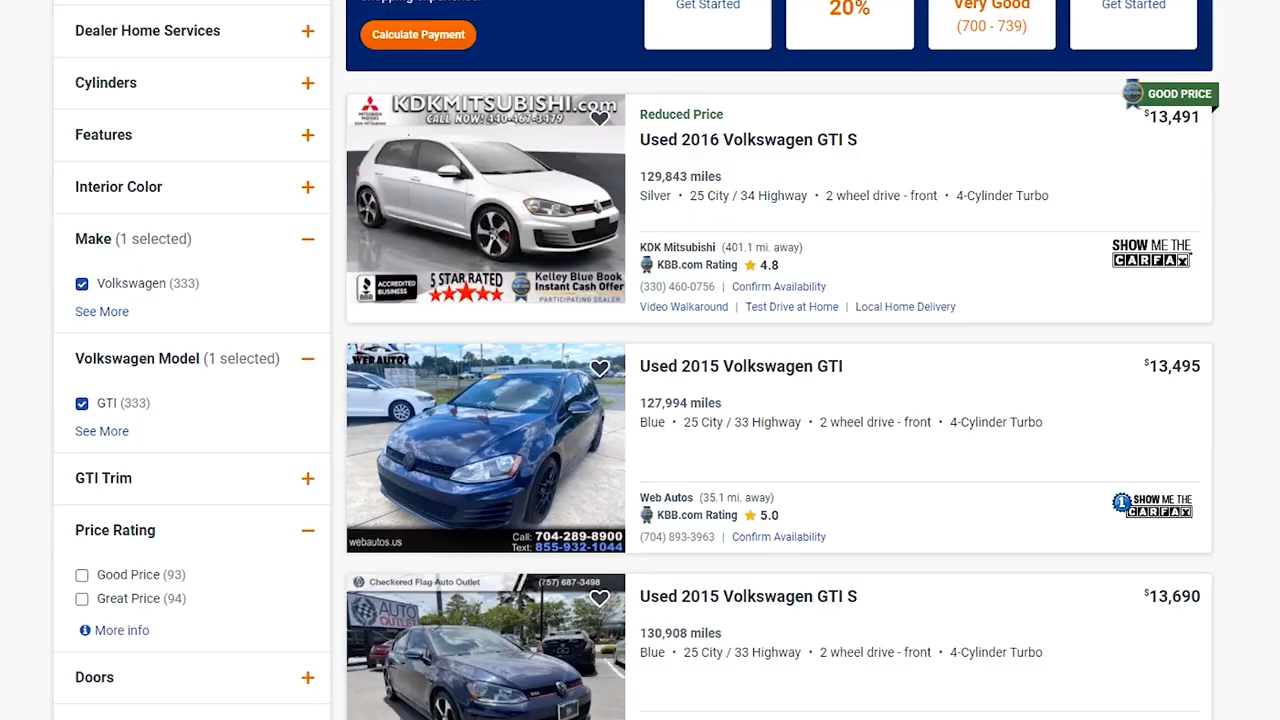 Dealer Home Services
Cylinders
Features
Interior Color
Make (1 selected)
Volkswagen (333)
See More
Volkswagen Model (1 selected)
GTI (333)
See More
GTI Trim
Price Rating
Good Price (93)
Great Price (94)
More info
Doors
Calculate Payment
Get Started
20%
Very Good
(700 - 739)
Get Started
KDKMITSUBISHI.com
CALL NOW! 440-467-3479
BBB
ACCREDITED
BUSINESS
5 STAR RATED
Kelley Blue Book
Instant Cash Offer
PARTICIPATING DEALER
GOOD PRICE
Reduced Price
$13,491
Used 2016 Volkswagen GTI S
129,843 miles
Silver • 25 City / 34 Highway • 2 wheel drive - front • 4-Cylinder Turbo
KDK Mitsubishi (401.1 mi. away)
KBB.com Rating 4.8
(330) 460-0756 | Confirm Availability
Video Walkaround | Test Drive at Home | Local Home Delivery
SHOW ME THE
CARFAX
WEB AUTOS
Call: 704-289-8900
webautos.us
Text: 855-932-1044
Used 2015 Volkswagen GTI
$13,495
127,994 miles
Blue • 25 City / 33 Highway • 2 wheel drive - front • 4-Cylinder Turbo
Web Autos (35.1 mi. away)
KBB.com Rating 5.0
(704) 893-3963 | Confirm Availability
1 SHOW ME THE
CARFAX
Checkered Flag Auto Outlet (757) 687-3498
AUTO
OUTLET
Used 2015 Volkswagen GTI S
$13,690
130,908 miles
Blue • 25 City / 33 Highway • 2 wheel drive - front • 4-Cylinder Turbo